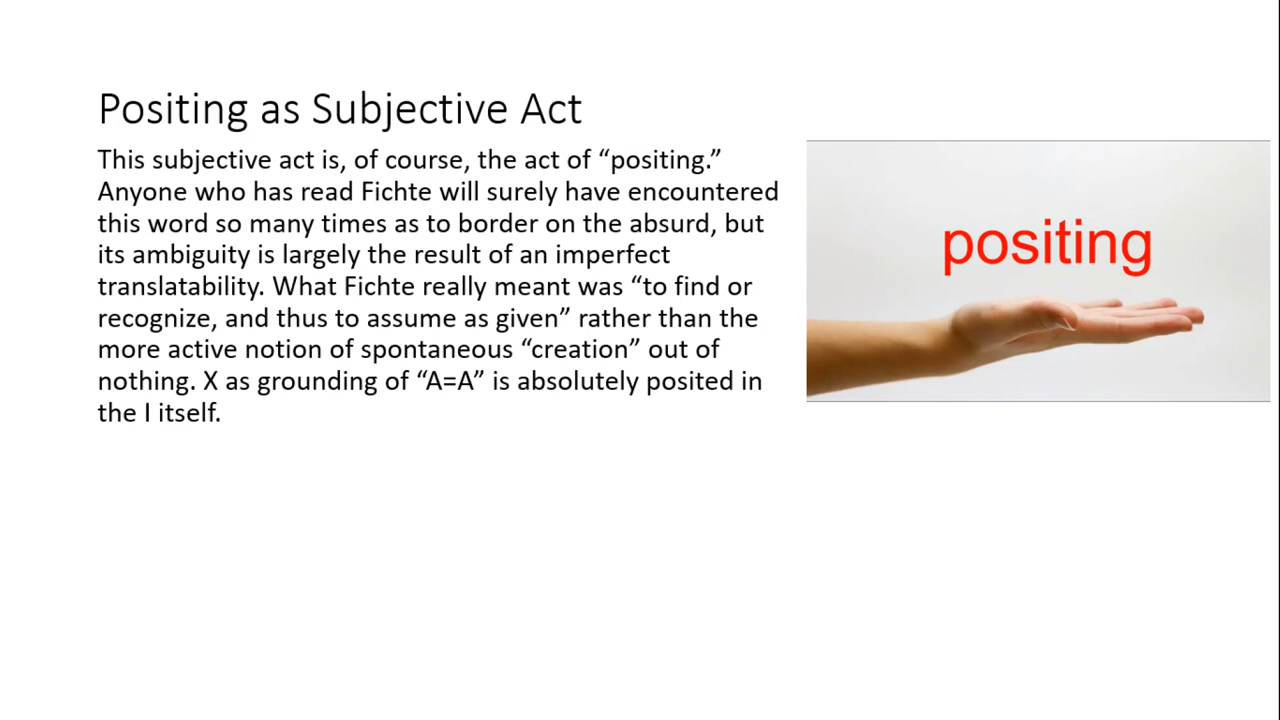 Positing as Subjective Act
This subjective act is, of course, the act of “positing.”
Anyone who has read Fichte will surely have encountered
this word so many times as to border on the absurd, but
its ambiguity is largely the result of an imperfect
translatability. What Fichte really meant was “to find or
recognize, and thus to assume as given” rather than the
more active notion of spontaneous “creation” out of
nothing. X as grounding of “A=A” is absolutely posited in
the I itself.
positing